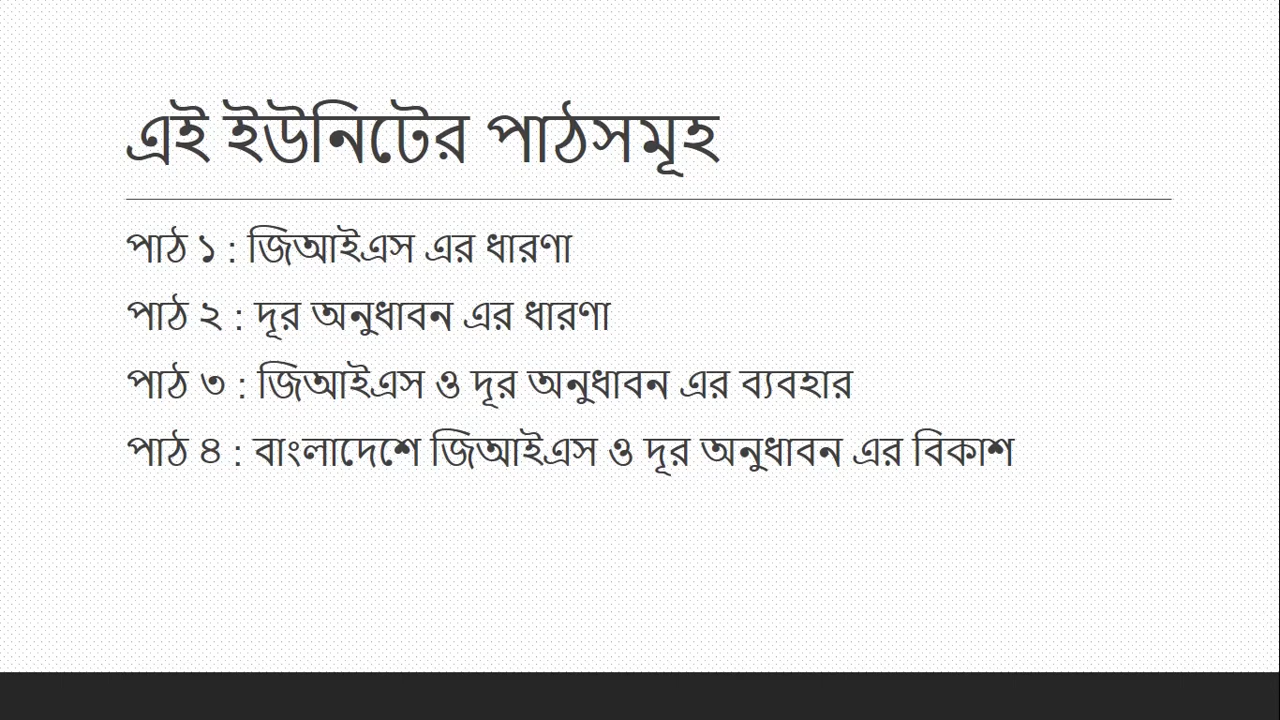 এই ইউনিটের পাঠসমূহ
পাঠ ১ : জিআইএস এর ধারণা
পাঠ ২ : দূর অনুধাবন এর ধারণা
পাঠ ৩ : জিআইএস ও দূর অনুধাবন এর ব্যবহার
পাঠ ৪ : বাংলাদেশে জিআইএস ও দূর অনুধাবন এর বিকাশ